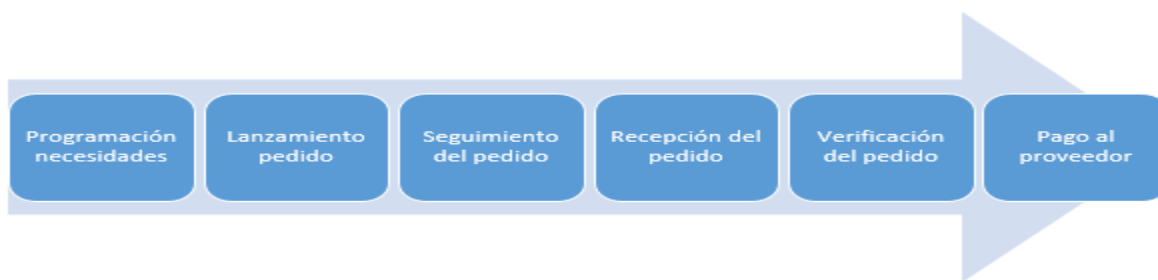 Programación
necesidades
Lanzamiento
pedido
Seguimiento
del pedido
Recepción del
pedido
Verificación
del pedido
Pago al
proveedor